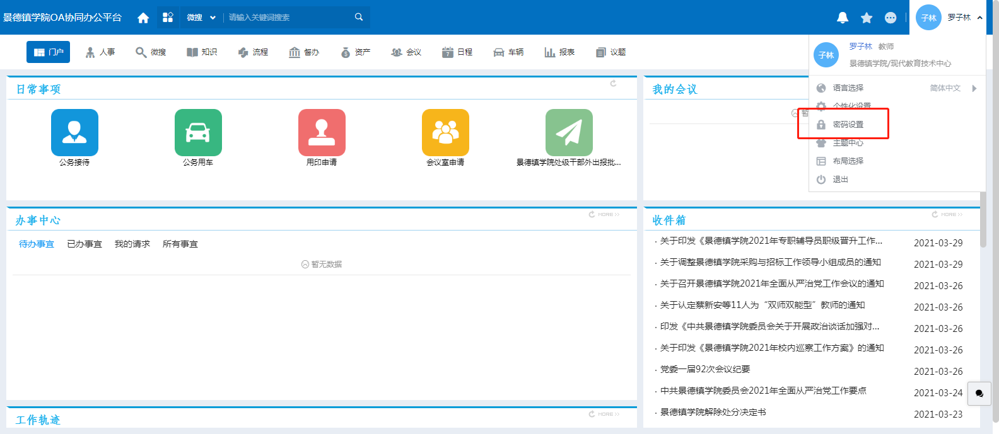 景德镇学院OA协同办公平台
微搜
请输入关键词搜索
子林
罗子林
门户
人事
微搜
知识
流程
督办
资产
会议
7
日程
车辆
报表
议题
子林
罗子林 教师
景德镇学院/现代教育技术中心
语言选择
简体中文
个性化设置
密码设置
主题中心
布局选择
退出
日常事项
公务接待
公务用车
用印申请
会议室申请
景德镇学院处级干部外出报批...
我的会议
暂
办事中心
MORE >>
待办事宜
已办事宜
我的请求
所有事宜
暂无数据
收件箱
MORE >>
· 关于印发《景德镇学院2021年专职辅导员职级晋升工作... 2021-03-29
· 关于调整景德镇学院采购与招标工作领导小组成员的通知 2021-03-29
· 关于召开景德镇学院2021年全面从严治党工作会议的通知 2021-03-26
· 关于认定蔡新安等11人为“双师双能型”教师的通知 2021-03-26
· 印发《中共景德镇学院委员会关于开展政治谈话加强对... 2021-03-26
· 关于印发《景德镇学院2021年校内巡察工作方案》的通知 2021-03-26
· 党委一届92次会议纪要 2021-03-26
· 中共景德镇学院委员会2021年全面从严治党工作要点 2021-03-24
· 景德镇学院解除处分决定书 2021-03-23
工作轨迹
MORE >>